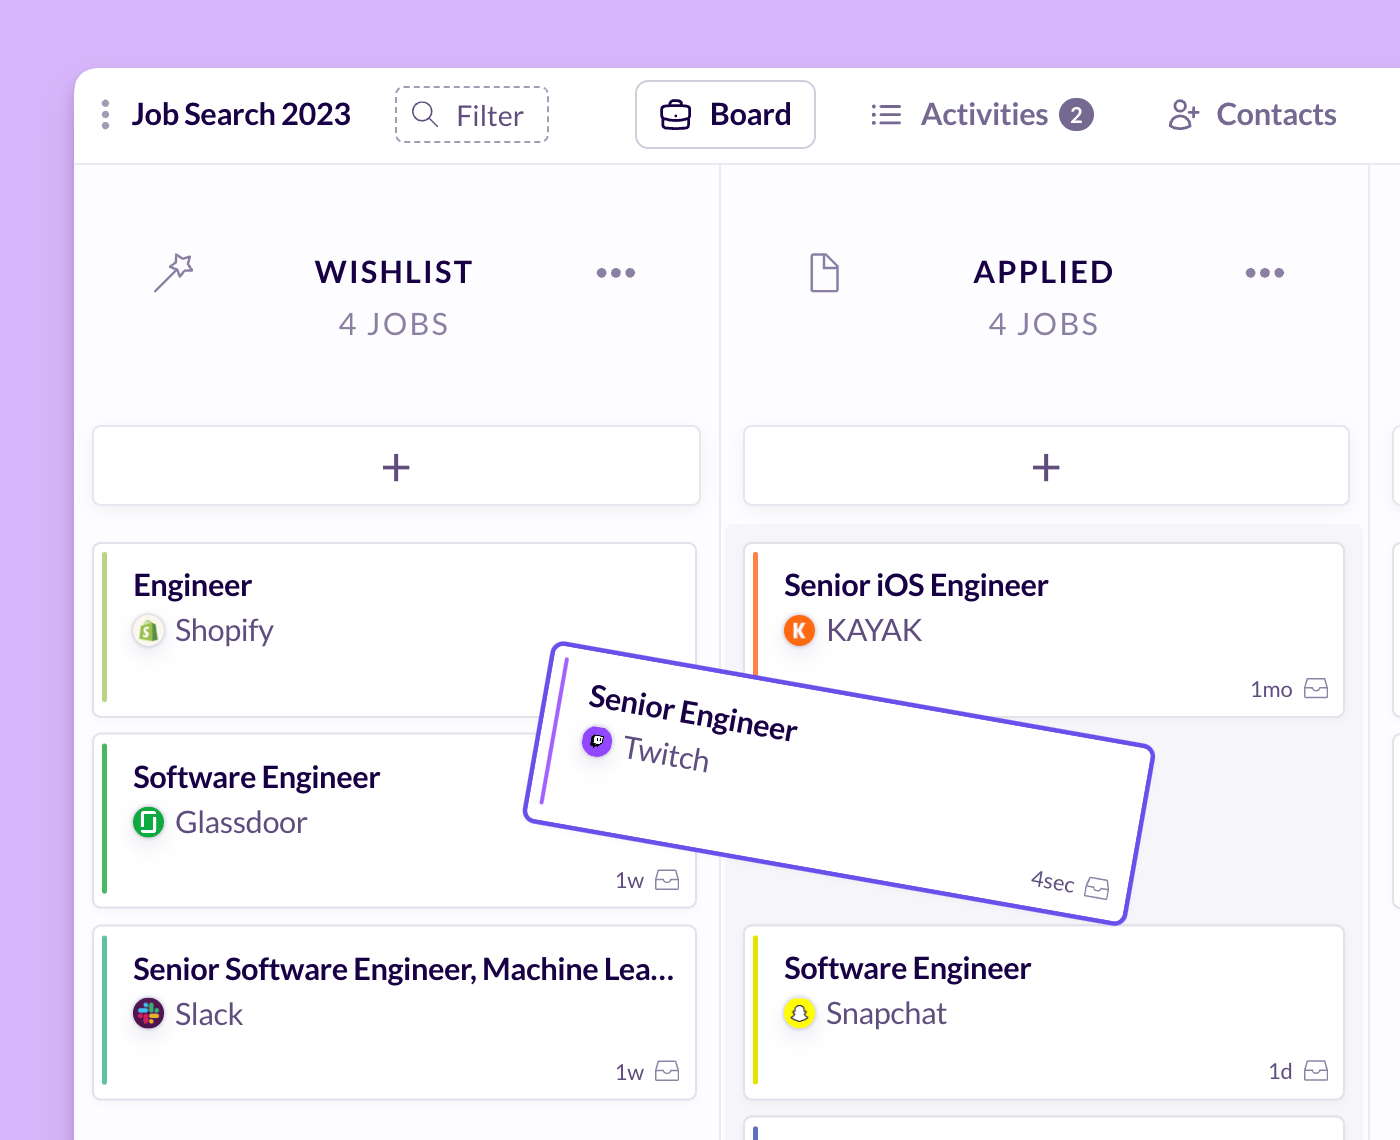 Job Search 2023
Filter
Board
Activities 2
Contacts
WISHLIST
4 JOBS
+
Engineer
Shopify
Software Engineer
Glassdoor
1w
Senior Software Engineer, Machine Lea...
Slack
1w
Senior Engineer
Twitch
4sec
APPLIED
4 JOBS
+
Senior iOS Engineer
K KAYAK
1mo
Software Engineer
Snapchat
1d